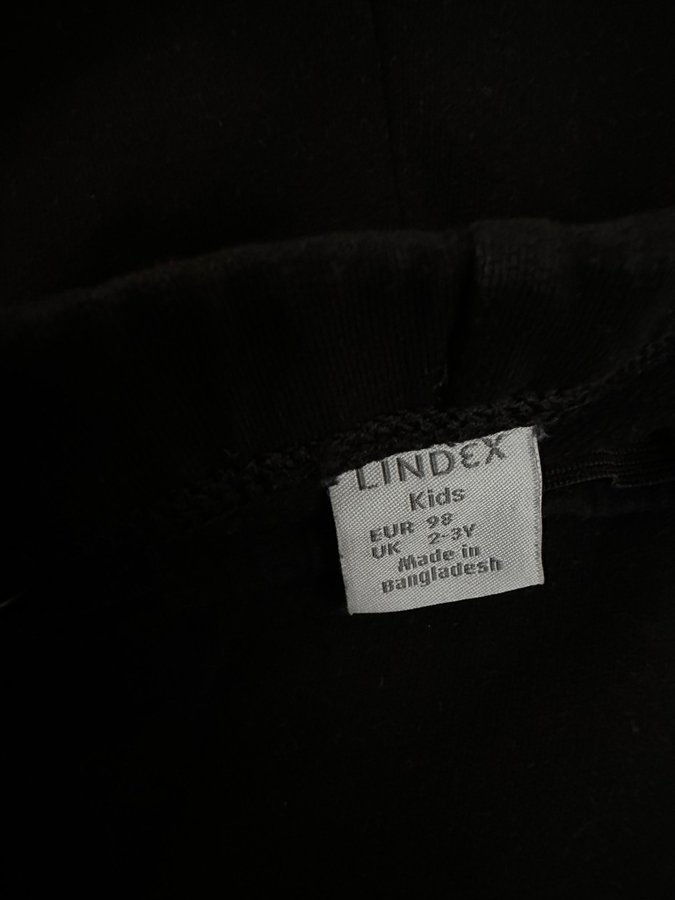 LINDEX
Kids
EUR 98
UK 2-3Y
Made in
Bangladesh